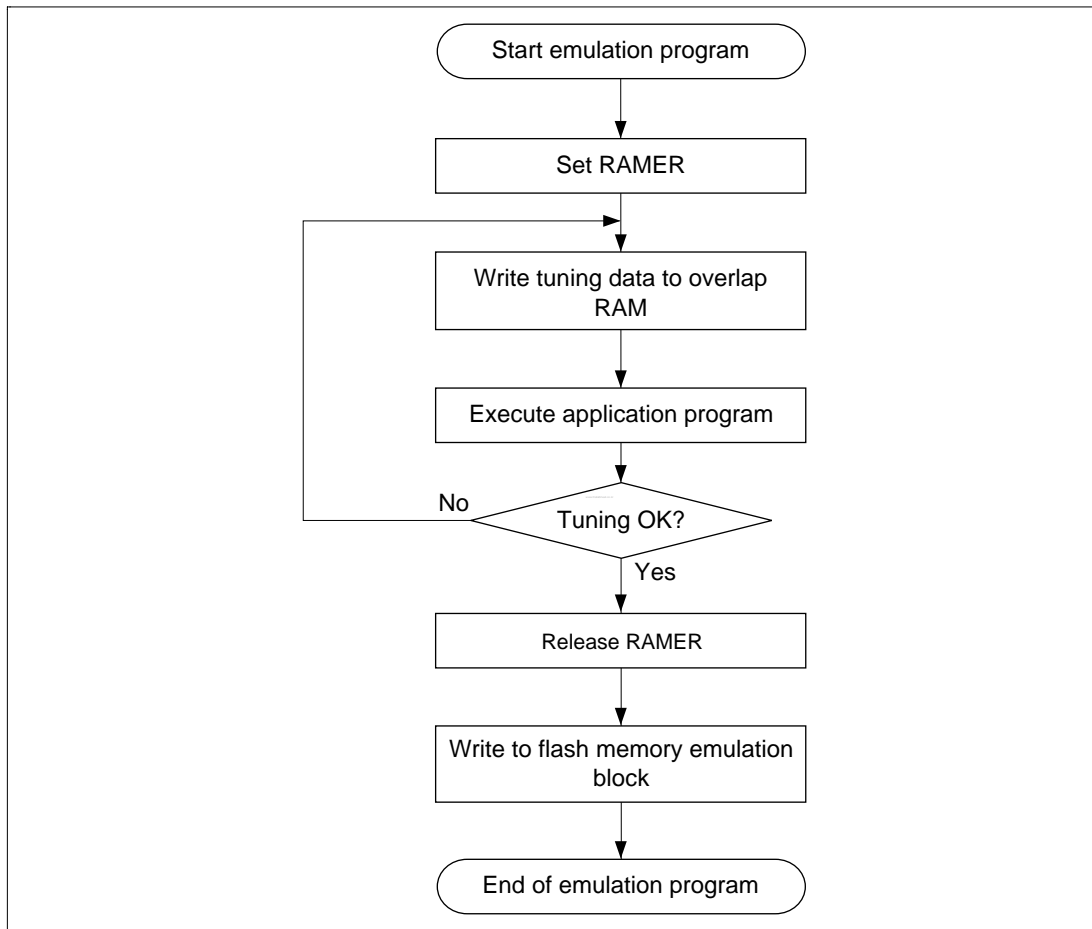 Start emulation program
Set RAMER
Write tuning data to overlap
RAM
Execute application program
No
Tuning OK?
Yes
Release RAMER
Write to flash memory emulation
block
End of emulation program